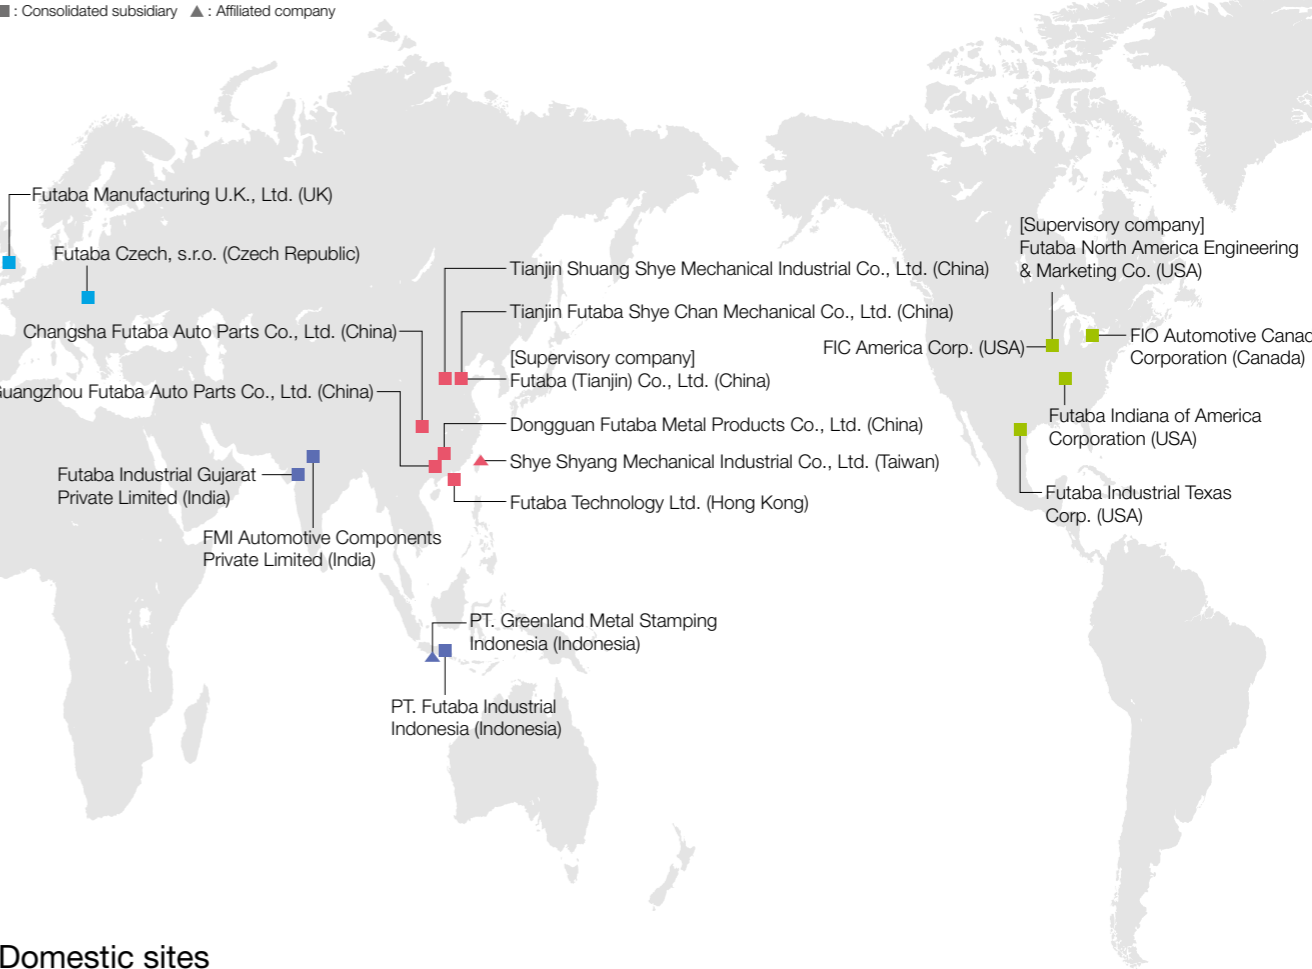 ■ : Consolidated subsidiary ▲ : Affiliated company
Futaba Manufacturing U.K., Ltd. (UK)
Futaba Czech, s.r.o. (Czech Republic)
Changsha Futaba Auto Parts Co., Ltd. (China)
Futaba Auto Parts Co., Ltd. (China)
Futaba Industrial Gujarat
Private Limited (India)
FMI Automotive Components
Private Limited (India)
Tianjin Shuang Shye Mechanical Industrial Co., Ltd. (China)
Tianjin Futaba Shye Chan Mechanical Co., Ltd. (China)
[Supervisory company]
Futaba (Tianjin) Co., Ltd. (China)
Dongguan Futaba Metal Products Co., Ltd. (China)
Shye Shyang Mechanical Industrial Co., Ltd. (Taiwan)
Futaba Technology Ltd. (Hong Kong)
PT. Greenland Metal Stamping
Indonesia (Indonesia)
PT. Futaba Industrial
Indonesia (Indonesia)
[Supervisory company]
Futaba North America Engineering
& Marketing Co. (USA)
FIC America Corp. (USA)
FIO Automotive
Corporation (Canada)
Futaba Indiana of America
Corporation (USA)
Futaba Industrial Texas
Corp. (USA)
Domestic sites